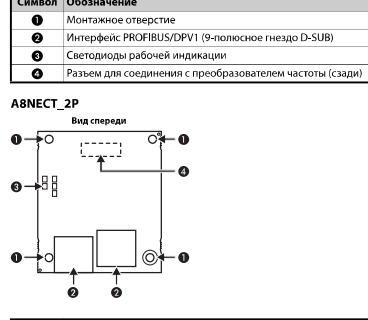 Символ Обозначение
❶ Монтажное отверстие
❷ Интерфейс PROFIBUS/DPV1 (9-полюсное гнездо D-SUB)
❸ Светодиоды рабочей индикации
❹ Разъем для соединения с преобразователем частоты (сзади)
A8NECT_2P
Вид спереди
❶ ❶
❹
❸
❶ ❶
❷ ❷